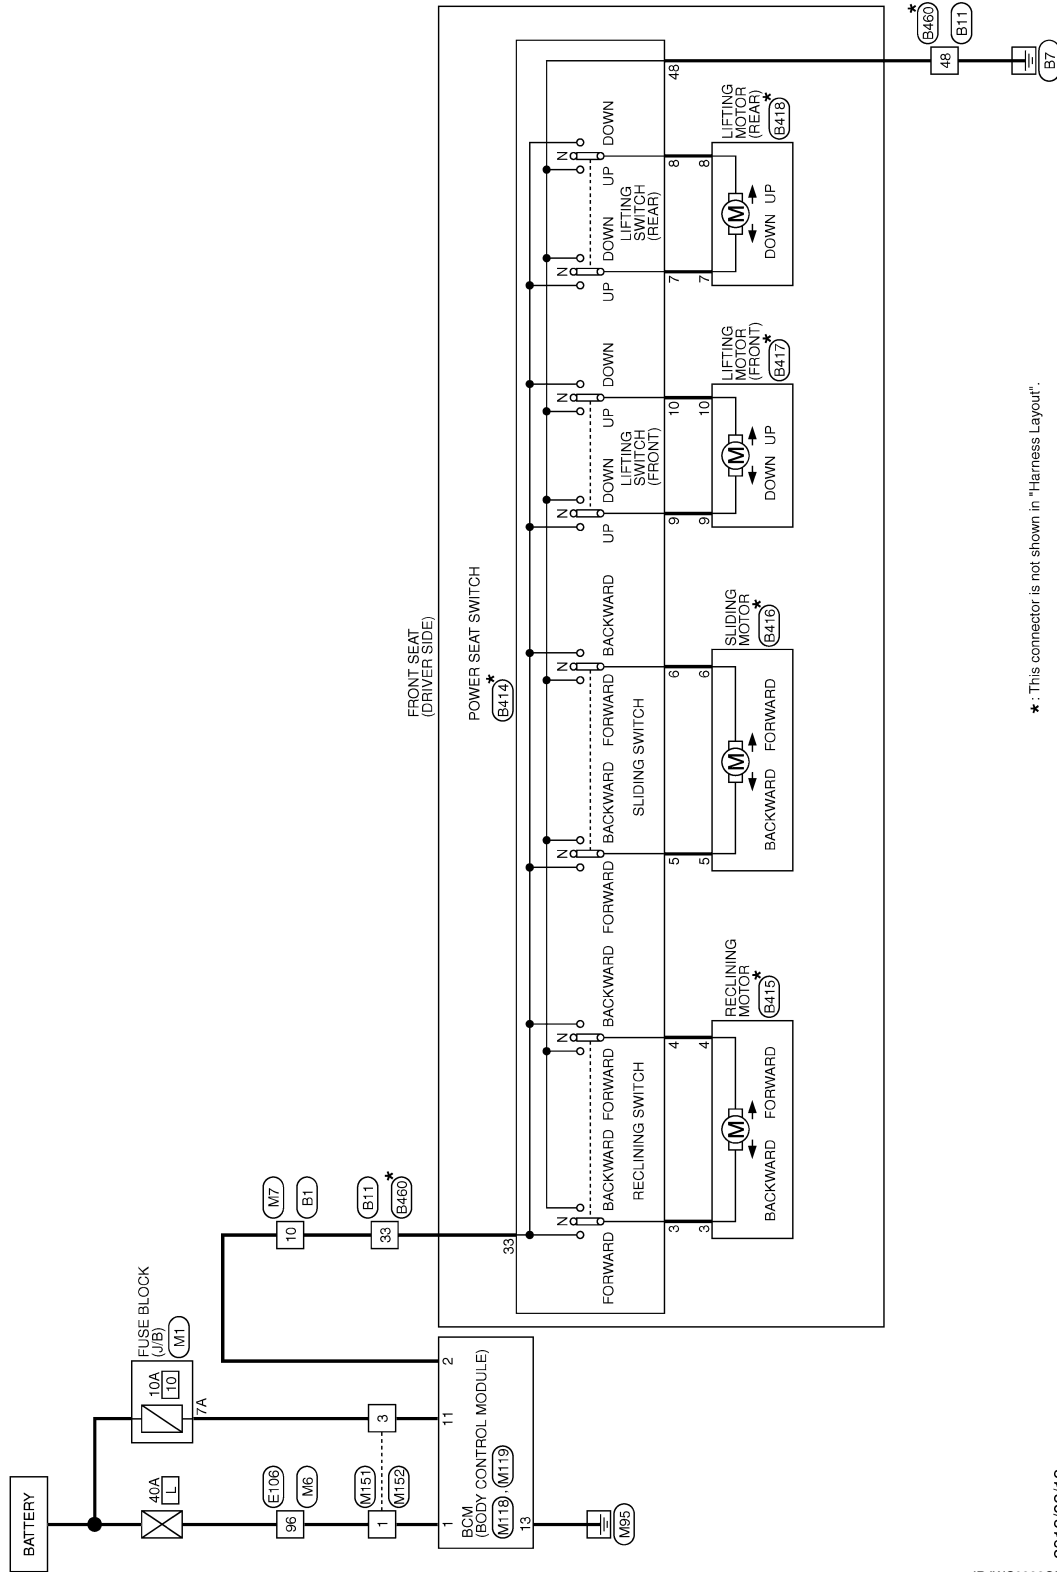 BATTERY
40A
L
10A
10
FUSE BLOCK
(J/B)
M1
7A
E106
96
M6
M151
1
3
M152
1
11
2
BCM
(BODY CONTROL MODULE)
M118 , M119
13
M95
M7
10
B1
B11
33
B460
*
FRONT SEAT
(DRIVER SIDE)
POWER SEAT SWITCH
*
B414
33
N
N
FORWARD
BACKWARD
FORWARD
BACKWARD
RECLINING SWITCH
3
4
3
4
RECLINING
MOTOR
*
B415
M
BACKWARD
FORWARD
N
N
FORWARD
BACKWARD
FORWARD
BACKWARD
SLIDING SWITCH
5
6
5
6
SLIDING
MOTOR
*
B416
M
BACKWARD
FORWARD
N
N
UP
DOWN
UP
DOWN
LIFTING
SWITCH
(FRONT)
9
10
9
10
LIFTING
MOTOR
(FRONT)
*
B417
M
DOWN
UP
N
N
UP
DOWN
UP
DOWN
LIFTING
SWITCH
(REAR)
7
8
7
8
LIFTING
MOTOR
(REAR)
*
B418
M
DOWN
UP
48
*
B460
48
B11
B7
* : This connector is not shown in "Harness Layout".